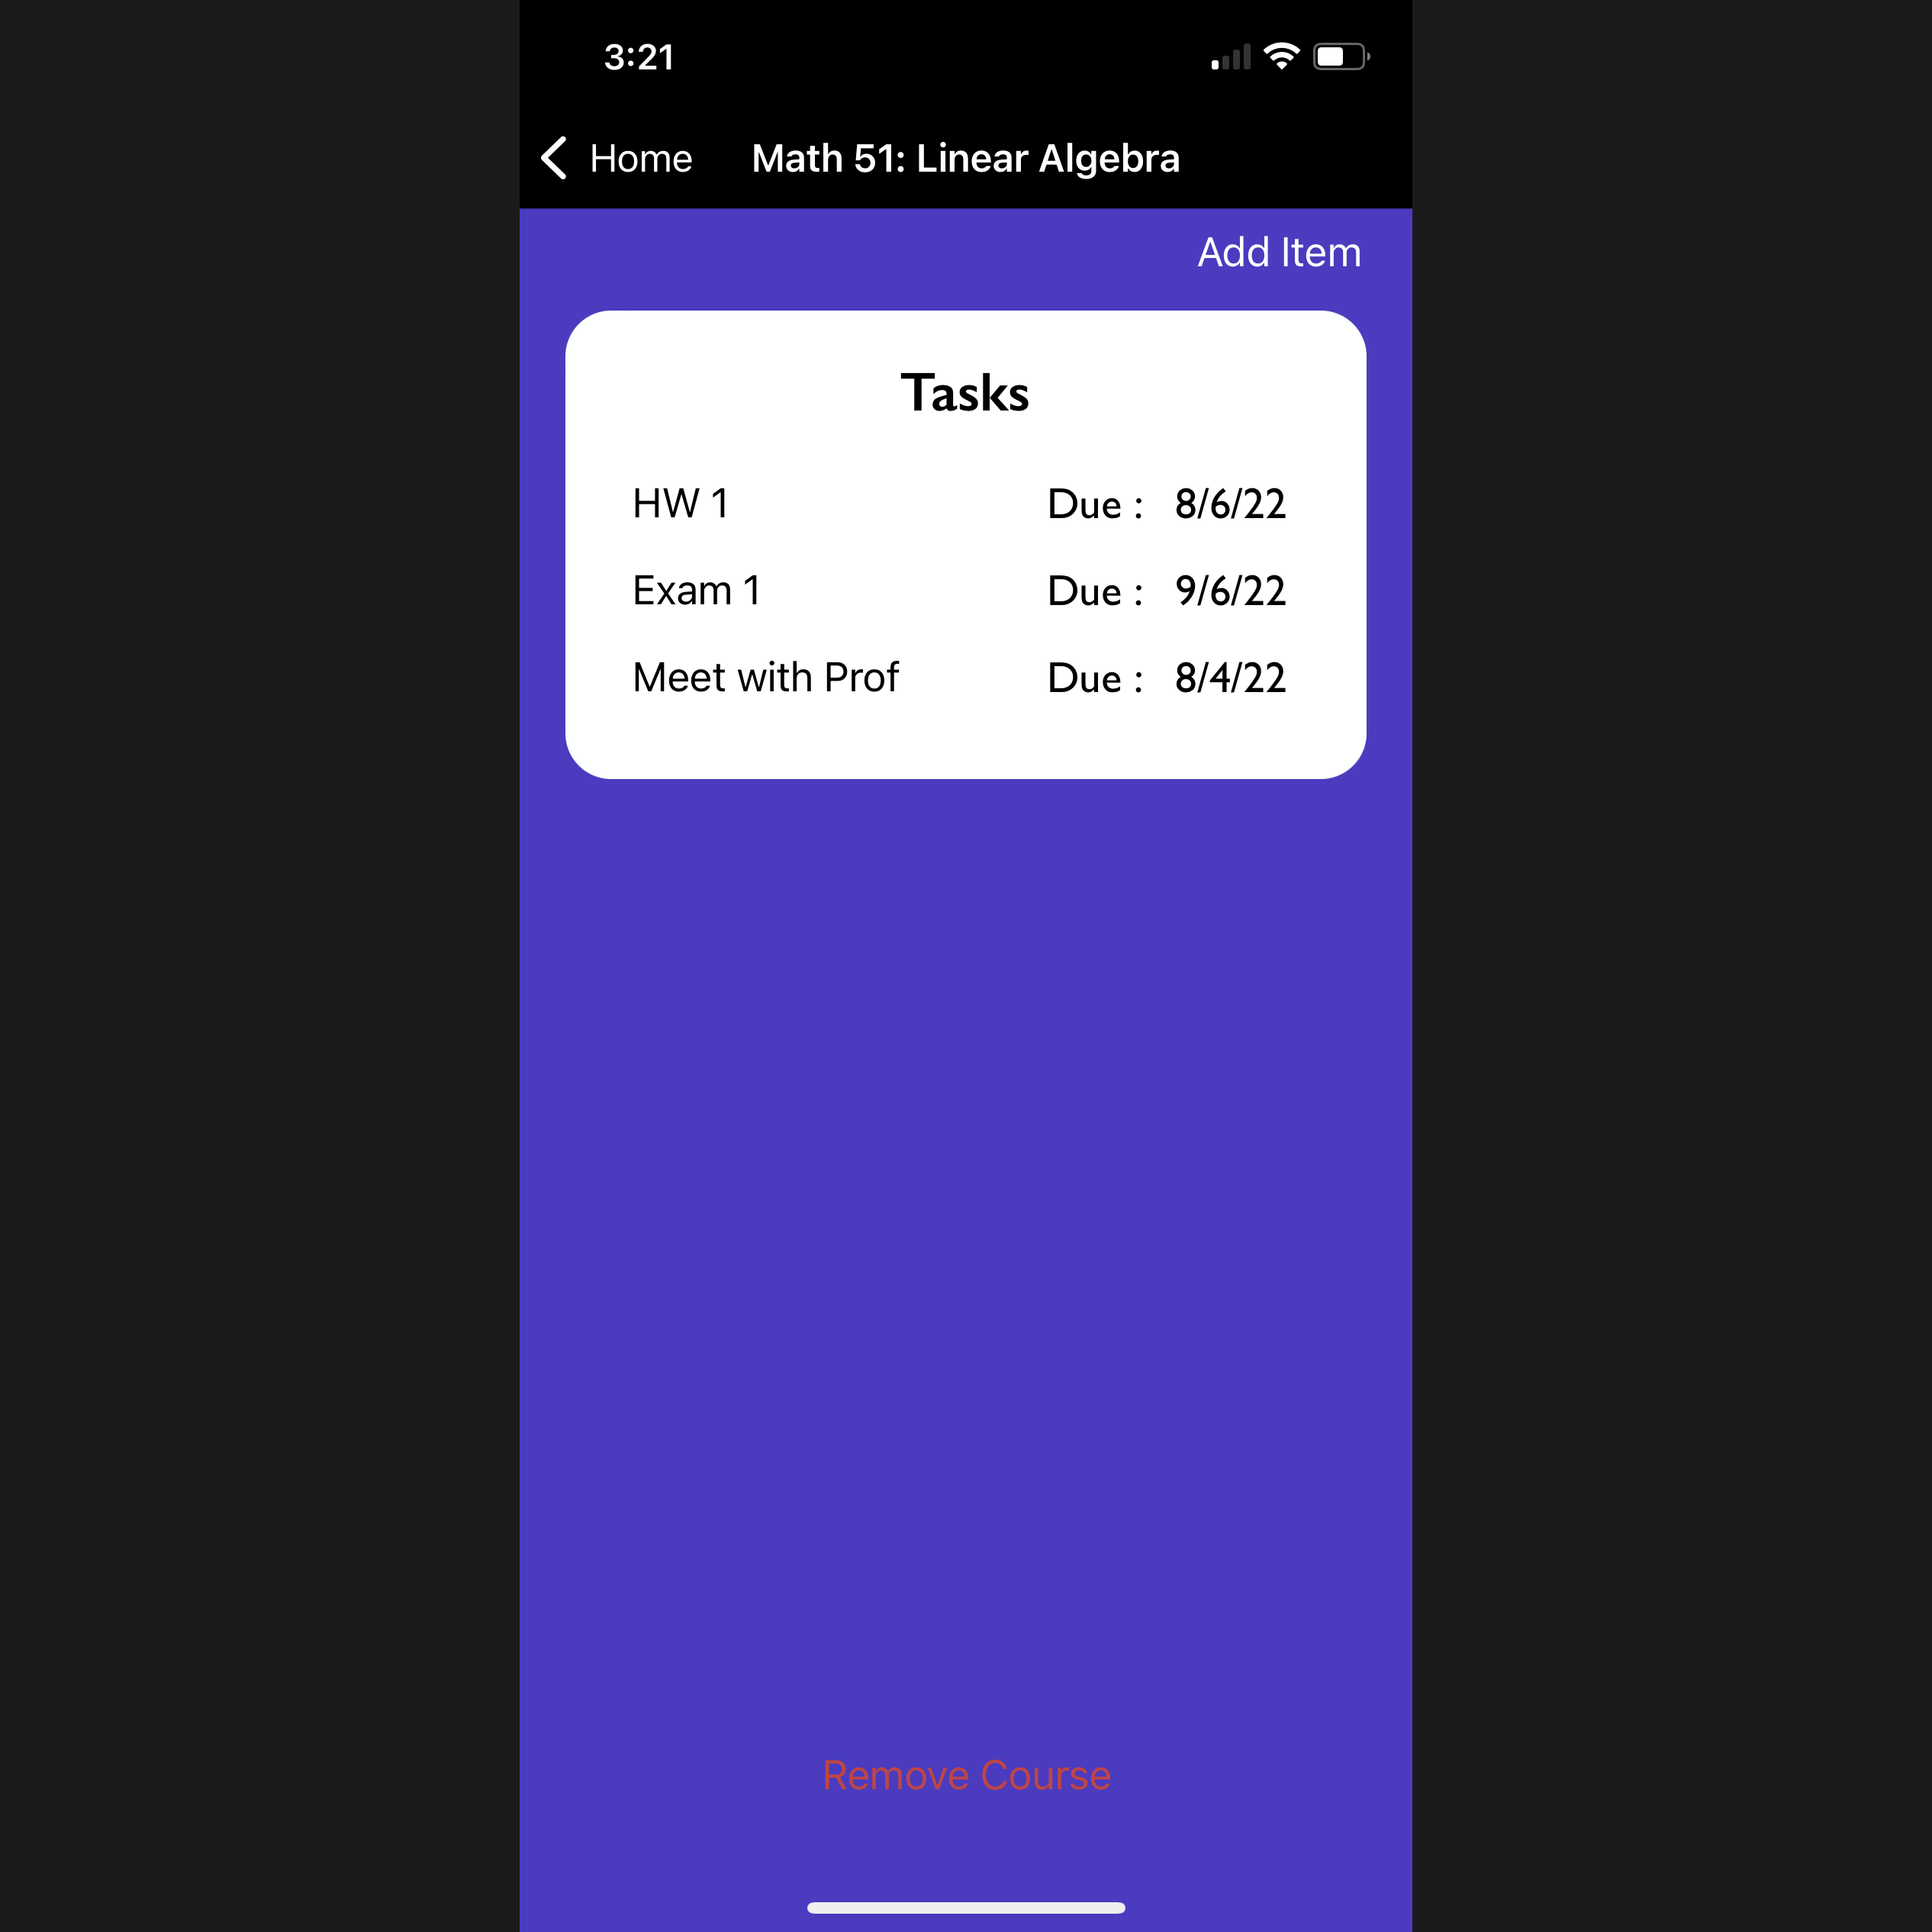 3:21
Home Math 51: Linear Algebra
Add Item
Tasks
HW 1 Due : 8/6/22
Exam 1 Due : 9/6/22
Meet with Prof Due : 8/4/22
Remove Course